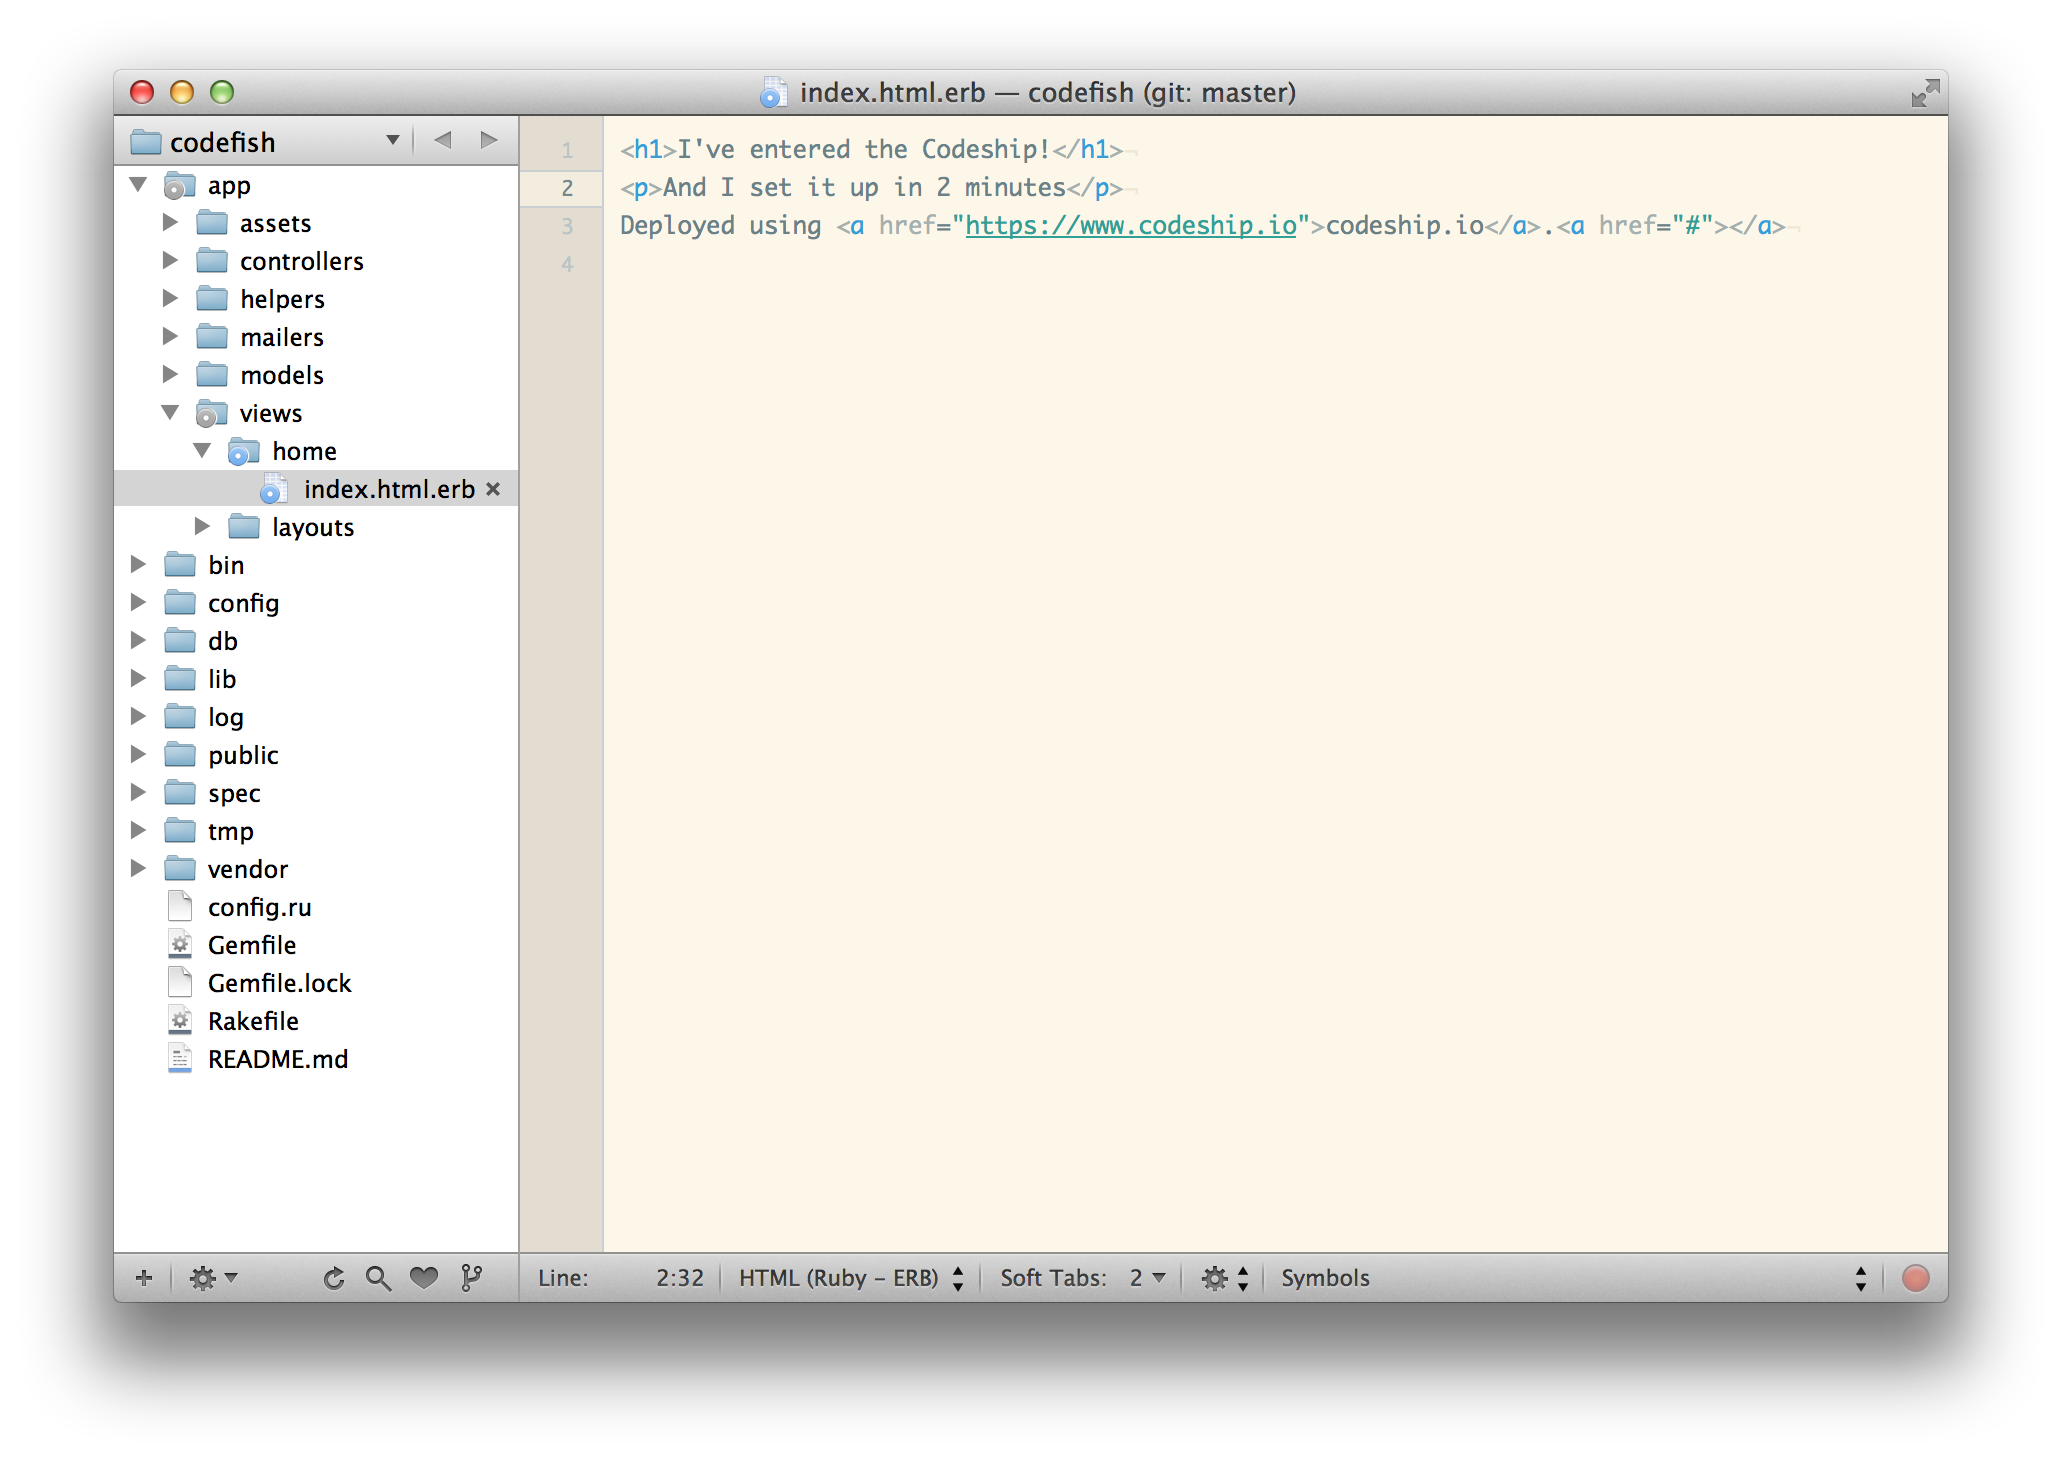 index.html.erb — codefish (git: master)
codefish
app
assets
controllers
helpers
mailers
models
views
home
index.html.erb
layouts
bin
config
db
lib
log
public
spec
tmp
vendor
config.ru
Gemfile
Gemfile.lock
Rakefile
README.md
1 <h1>I've entered the Codeship!</h1>¬
2 <p>And I set it up in 2 minutes</p>¬
3 Deployed using <a href="https://www.codeship.io">codeship.io</a>.<a href="#"></a>¬
4
Line: 2:32 HTML (Ruby – ERB) Soft Tabs: 2 Symbols